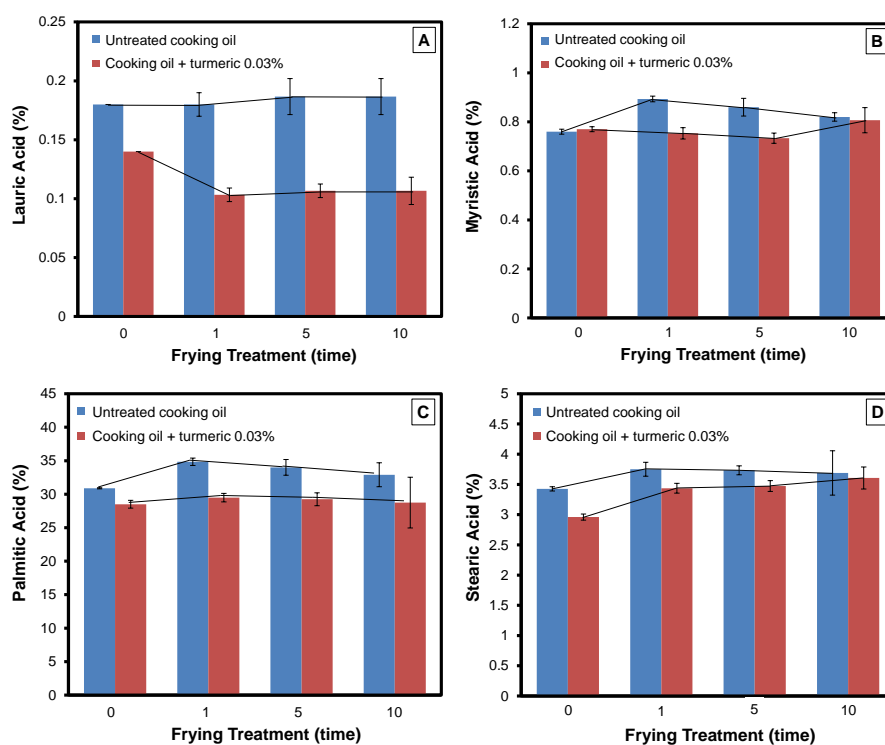 A
Untreated cooking oil
Cooking oil + turmeric 0.03%
Lauric Acid (%)
0.25
0.2
0.15
0.1
0.05
0
0 1 5 10
Frying Treatment (time)
B
Untreated cooking oil
Cooking oil + turmeric 0.03%
Myristic Acid (%)
1.2
1
0.8
0.6
0.4
0.2
0
0 1 5 10
Frying Treatment (time)
C
Untreated cooking oil
Cooking oil + turmeric 0.03%
Palmitic Acid (%)
45
40
35
30
25
20
15
10
5
0
0 1 5 10
Frying Treatment (time)
D
Untreated cooking oil
Cooking oil + turmeric 0.03%
Stearic Acid (%)
5
4.5
4
3.5
3
2.5
2
1.5
1
0.5
0
0 1 5 10
Frying Treatment (time)